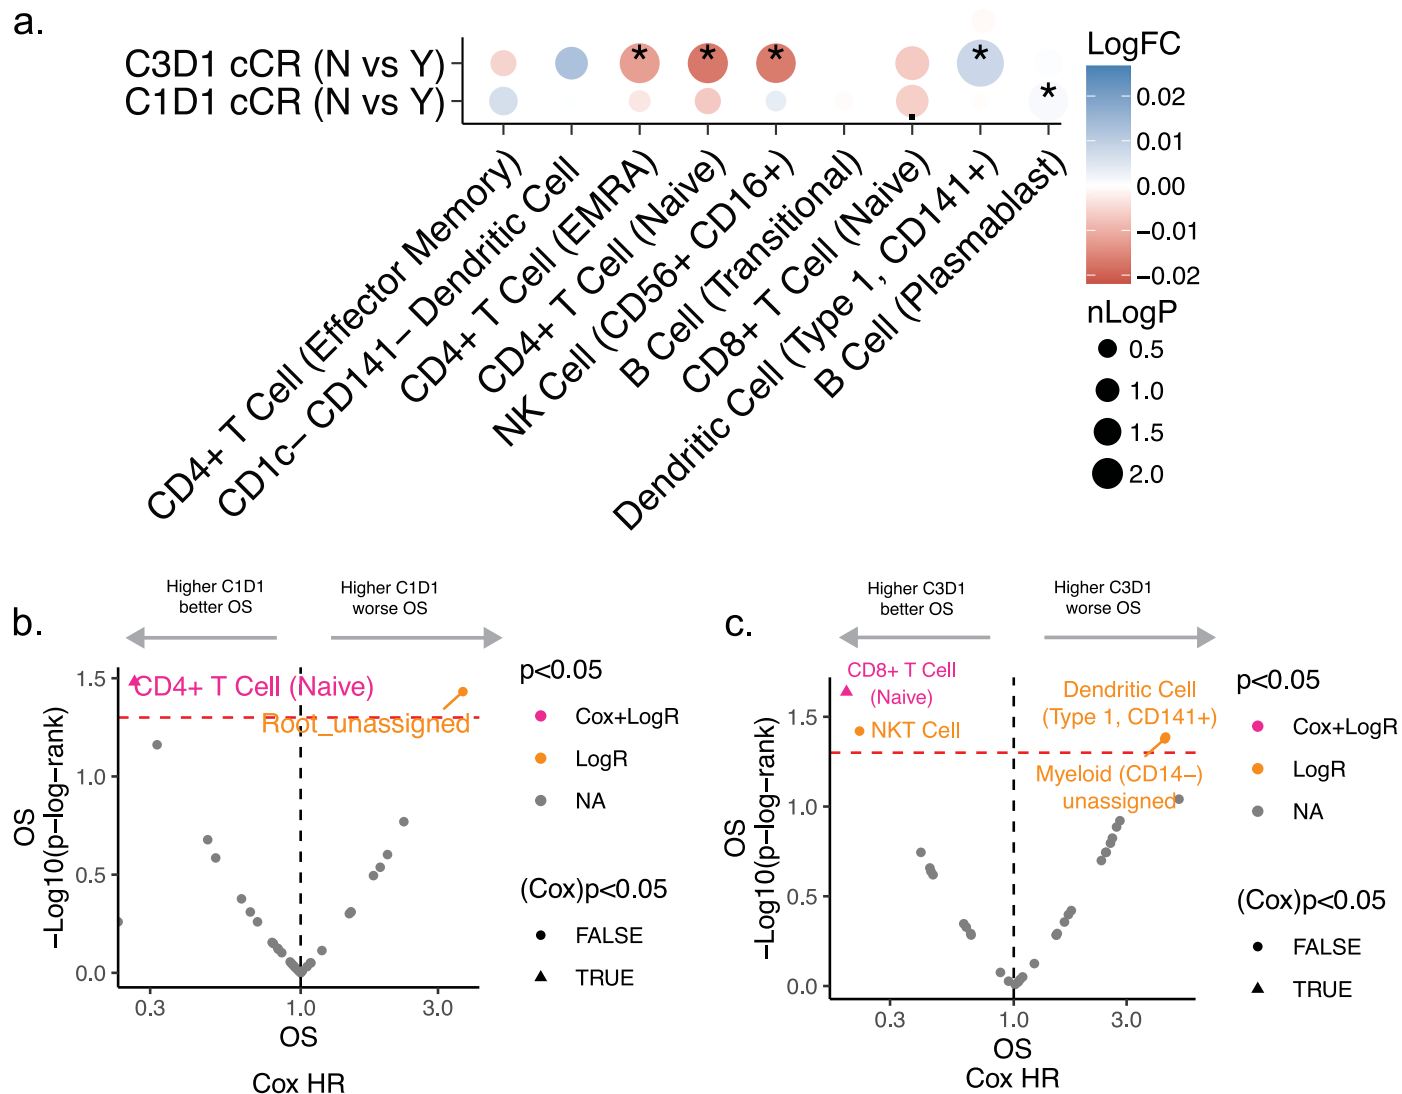 a.
C3D1 cCR (N vs Y)
C1D1 cCR (N vs Y)
*
*
*
*
*
CD4+ T Cell (Effector Memory)
CD1c− CD141− Dendritic Cell
CD4+ T Cell (EMRA)
CD4+ T Cell (Naive)
NK Cell (CD56+ CD16+)
B Cell (Transitional)
CD8+ T Cell (Naive)
Dendritic Cell (Type 1, CD141+)
B Cell (Plasmablast)
LogFC
0.02
0.01
0.00
−0.01
−0.02
nLogP
0.5
1.0
1.5
2.0
b.
Higher C1D1
better OS
Higher C1D1
worse OS
CD4+ T Cell (Naive)
Root_unassigned
1.5
1.0
0.5
0.0
OS
−Log10(p−log−rank)
0.3
1.0
3.0
OS
Cox HR
p<0.05
Cox+LogR
LogR
NA
(Cox)p<0.05
FALSE
TRUE
c.
Higher C3D1
better OS
Higher C3D1
worse OS
CD8+ T Cell
(Naive)
NKT Cell
Dendritic Cell
(Type 1, CD141+)
Myeloid (CD14−)
unassigned
1.5
1.0
0.5
0.0
OS
−Log10(p−log−rank)
0.3
1.0
3.0
OS
Cox HR
p<0.05
Cox+LogR
LogR
NA
(Cox)p<0.05
FALSE
TRUE